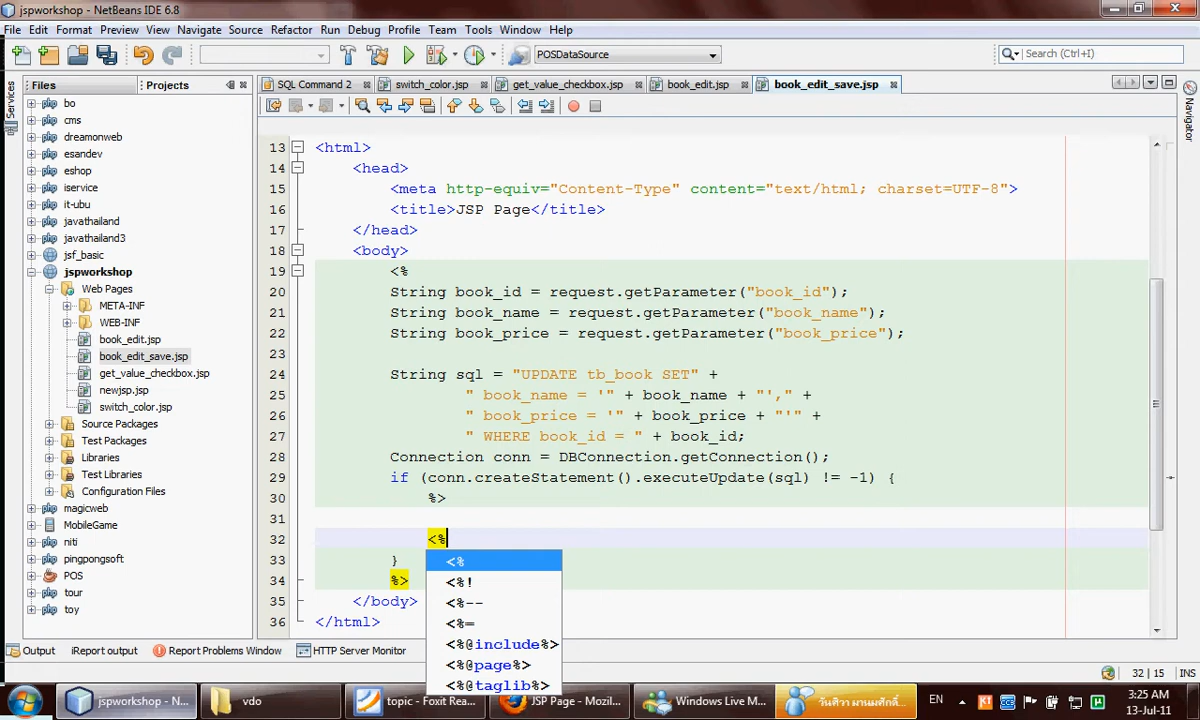 jspworkshop - NetBeans IDE 6.8
File Edit Format Preview View Navigate Source Refactor Run Debug Profile Team Tools Window Help
POSDataSource
Search (Ctrl+I)
Services
Files
Projects
SQL Command 2
switch_color.jsp
get_value_checkbox.jsp
book_edit.jsp
book_edit_save.jsp
Navigator
bo
cms
dreamonweb
esandev
eshop
iservice
it-ubu
javathailand
javathailand3
jsf_basic
jspworkshop
Web Pages
META-INF
WEB-INF
book_edit.jsp
book_edit_save.jsp
get_value_checkbox.jsp
newjsp.jsp
switch_color.jsp
Source Packages
Test Packages
Libraries
Test Libraries
Configuration Files
magicweb
MobileGame
niti
pingpongsoft
POS
tour
toy
13 <html>
14 <head>
15 <meta http-equiv="Content-Type" content="text/html; charset=UTF-8">
16 <title>JSP Page</title>
17 </head>
18 <body>
19 <%
20 String book_id = request.getParameter("book_id");
21 String book_name = request.getParameter("book_name");
22 String book_price = request.getParameter("book_price");
23
24 String sql = "UPDATE tb_book SET" +
25 " book_name = '" + book_name + "'," +
26 " book_price = '" + book_price + "'" +
27 " WHERE book_id = " + book_id;
28 Connection conn = DBConnection.getConnection();
29 if (conn.createStatement().executeUpdate(sql) != -1) {
30 %>
31
32 <%
33 }
34 %>
35 </body>
36 </html>
<%
<%!
<%--
<%=
<%@include%>
<%@page%>
<%@taglib%>
Output
iReport output
Report Problems Window
HTTP Server Monitor
32 | 15
INS
jspworkshop - N...
vdo
topic - Foxit Rea...
JSP Page - Mozil...
Windows Live M...
EN
3:25 AM
13-Jul-11